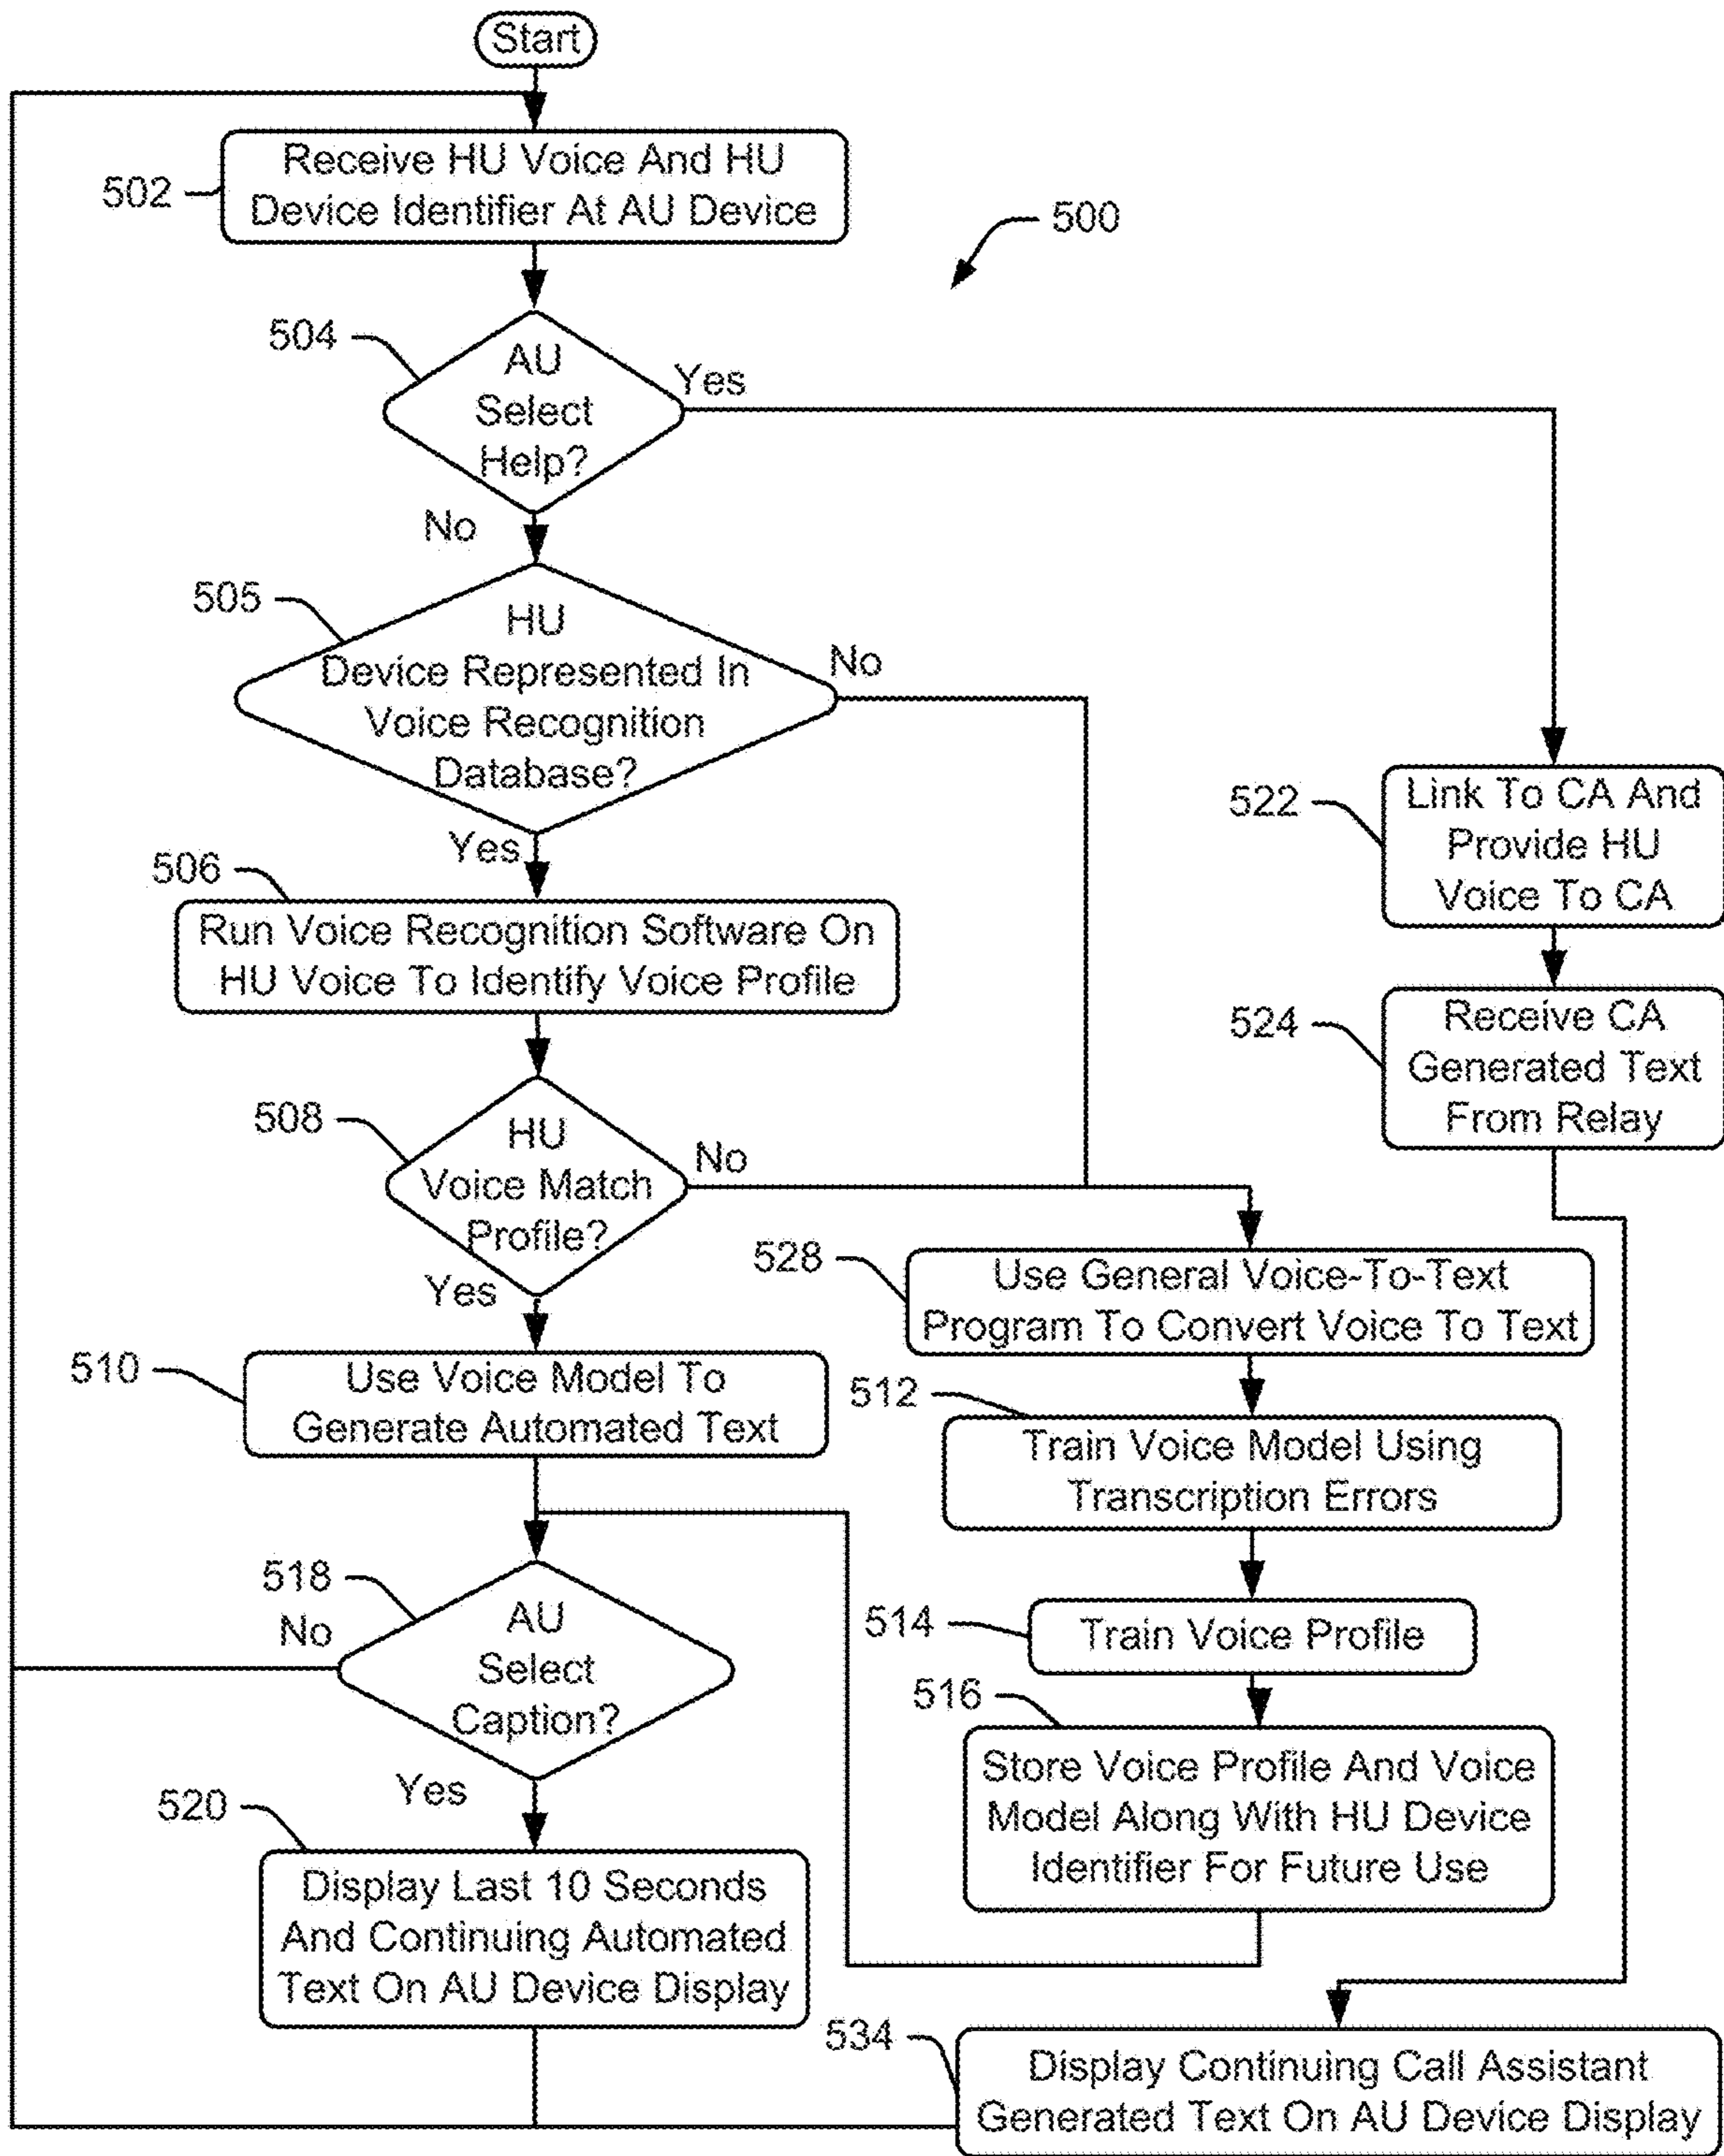 Start
502
Receive HU Voice And HU
Device Identifier At AU Device
500
504
AU
Select
Help?
Yes
No
505
HU
Device Represented In
Voice Recognition
Database?
No
Yes
522
Link To CA And
Provide HU
Voice To CA
506
Run Voice Recognition Software On
HU Voice To Identify Voice Profile
524
Receive CA
Generated Text
From Relay
508
HU
Voice Match
Profile?
No
Yes
528
Use General Voice-To-Text
Program To Convert Voice To Text
510
Use Voice Model To
Generate Automated Text
512
Train Voice Model Using
Transcription Errors
518
AU
Select
Caption?
No
Yes
514
Train Voice Profile
516
Store Voice Profile And Voice
Model Along With HU Device
Identifier For Future Use
520
Display Last 10 Seconds
And Continuing Automated
Text On AU Device Display
534
Display Continuing Call Assistant
Generated Text On AU Device Display